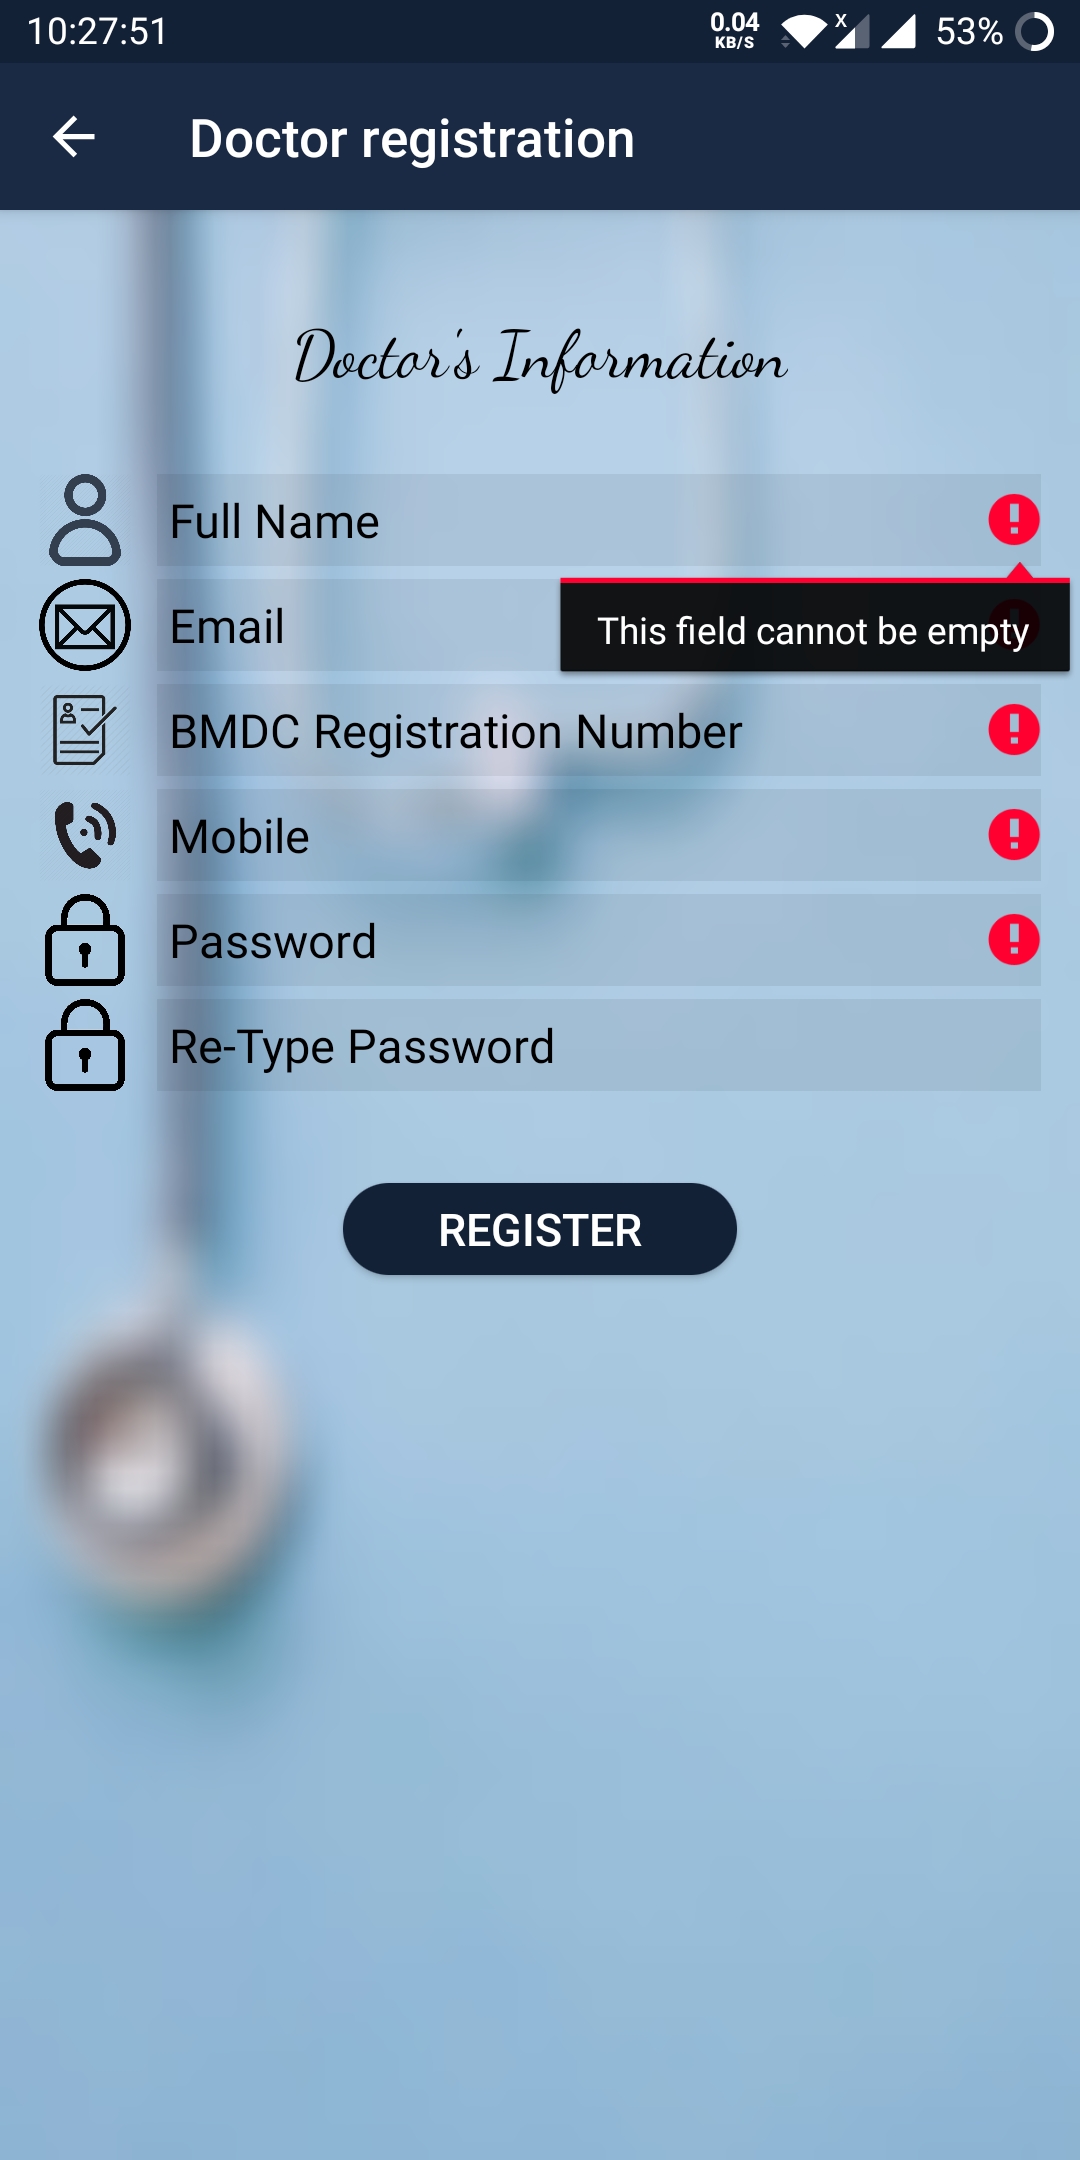 10:27:51 0.04 KB/S X 53%
Doctor registration
Doctor's Information
Full Name
Email
This field cannot be empty
BMDC Registration Number
Mobile
Password
Re-Type Password
REGISTER